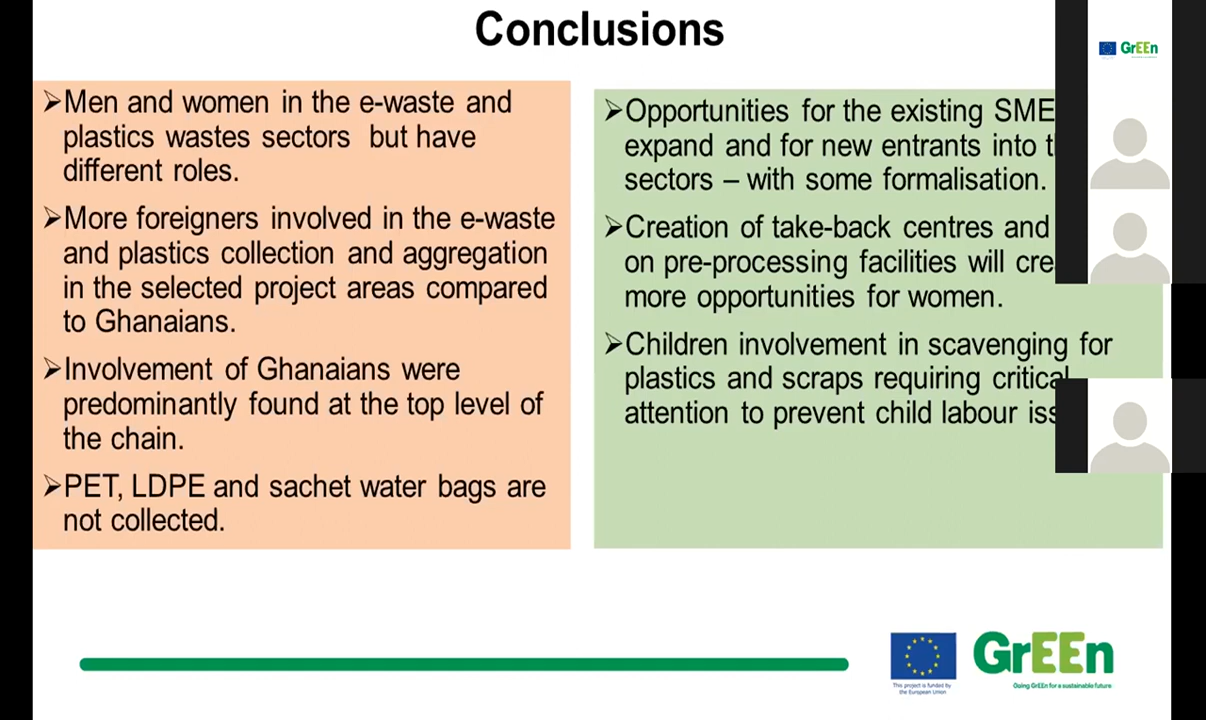 Conclusions
➢Men and women in the e-waste and
plastics wastes sectors but have
different roles.
➢More foreigners involved in the e-waste
and plastics collection and aggregation
in the selected project areas compared
to Ghanaians.
➢Involvement of Ghanaians were
predominantly found at the top level of
the chain.
➢PET, LDPE and sachet water bags are
not collected.
➢Opportunities for the existing SME
expand and for new entrants into
sectors – with some formalisation.
➢Creation of take-back centres and
on pre-processing facilities will
more opportunities for women.
➢Children involvement in scavenging for
plastics and scraps requiring critical
attention to prevent child labour
GrEEn
This project is funded by
the European Union
GrEEn
Going GrEEn for a sustainable future